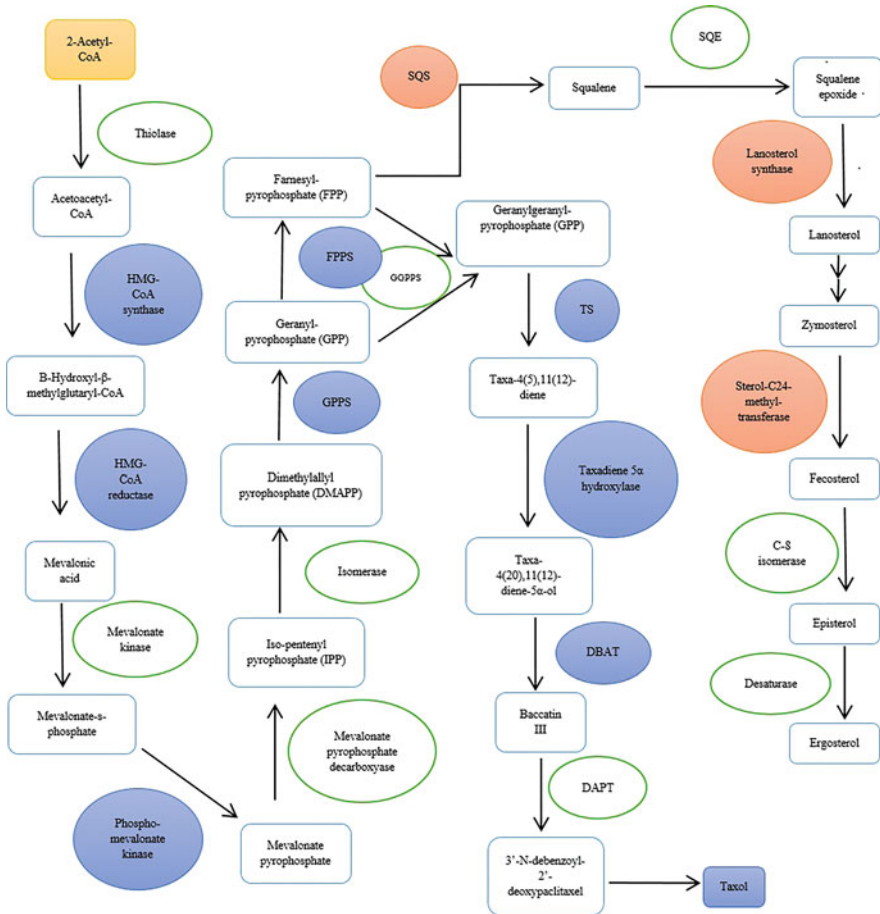 2-Acetyl-
CoA
Thiolase
Acetoacetyl-
CoA
HMG-
CoA
synthase
B-Hydroxyl-β-
methylglutaryl-CoA
HMG-
CoA
reductase
Mevalonic
acid
Mevalonate
kinase
Mevalonate-s-
phosphate
Phospho-
mevalonate
kinase
Mevalonate
pyrophosphate
Mevalonate
pyrophosphate
decarboxyase
Iso-pentenyl
pyrophosphate (IPP)
Isomerase
Dimethylallyl
pyrophosphate (DMAPP)
GPPS
Geranyl-
pyrophosphate (GPP)
FPPS
GGPPS
Farnesyl-
pyrophosphate (FPP)
SQS
Squalene
SQE
Squalene
epoxide
Lanosterol
synthase
Lanosterol
Zymosterol
Sterol-C24-
methyl-
transferase
Fecosterol
C-8
isomerase
Episterol
Desaturase
Ergosterol
Geranylgeranyl-
pyrophosphate (GPP)
TS
Taxa-4(5),11(12)-
diene
Taxadiene 5α
hydroxylase
Taxa-
4(20),11(12)-
diene-5α-ol
DBAT
Baccatin
III
DAPT
3’-N-debenzoyl-
2’-
deoxypaclitaxel
Taxol